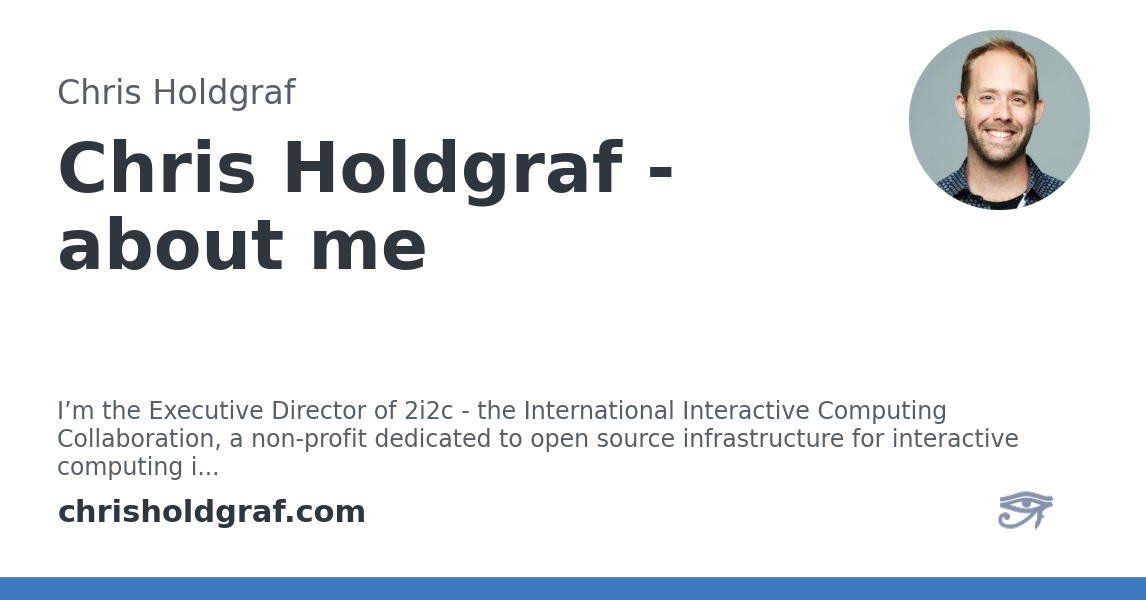 Chris Holdgraf
Chris Holdgraf -
about me
I’m the Executive Director of 2i2c - the International Interactive Computing
Collaboration, a non-profit dedicated to open source infrastructure for interactive
computing i...
chrisholdgraf.com